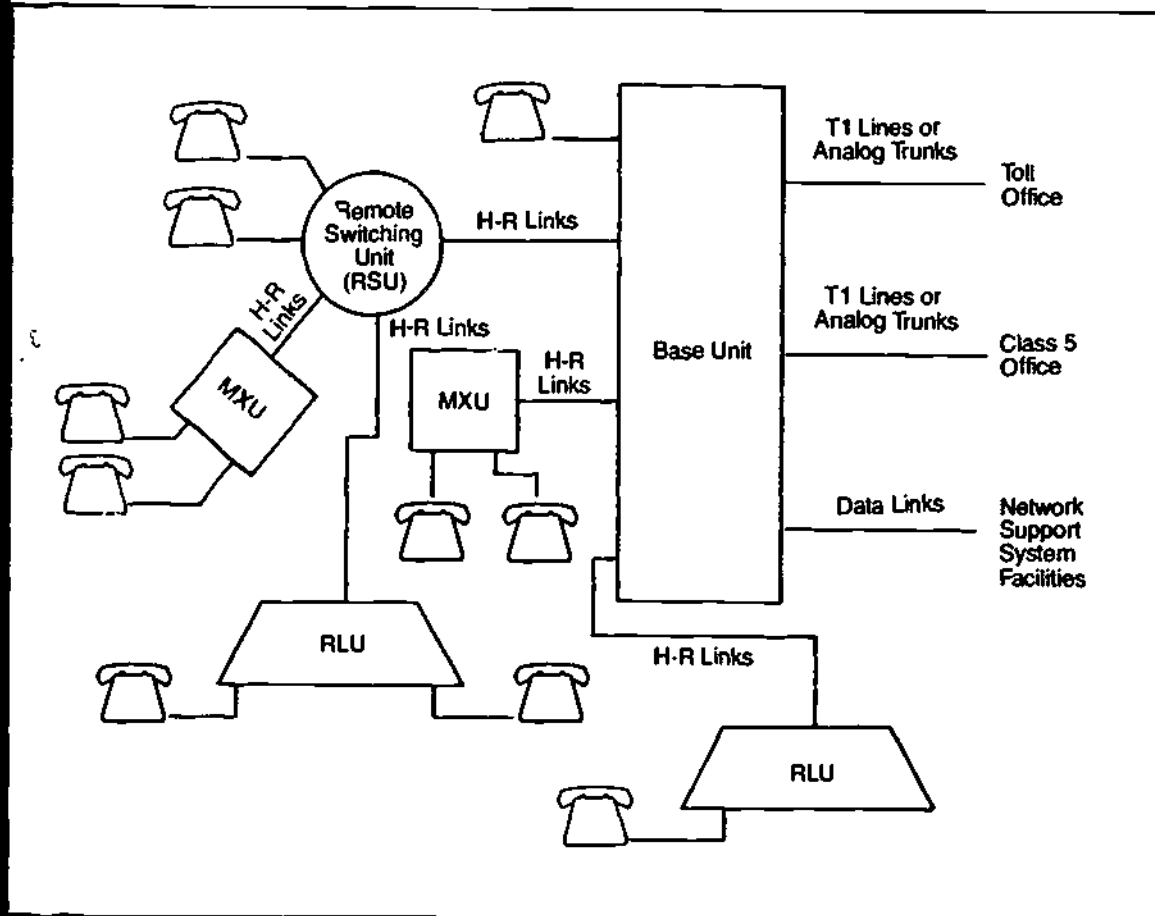 T1 Lines or
Analog Trunks
Toll
Office
Remote
Switching
Unit
(RSU)
H-R Links
H-R
Links
H-R Links
T1 Lines or
Analog Trunks
Class 5
Office
Base Unit
H-R
Links
MXU
MXU
Data Links
Network
Support
System
Facilities
RLU
H-R Links
RLU